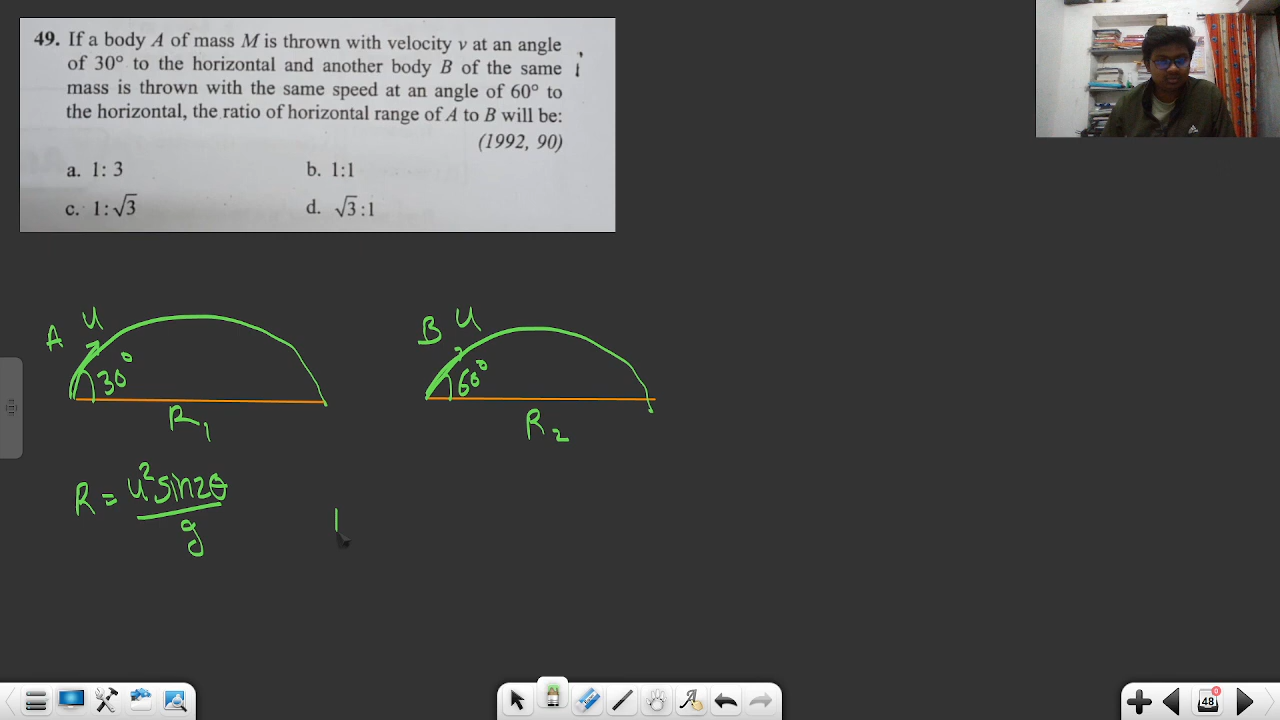 49. If a body A of mass M is thrown with velocity v at an angle
of 30° to the horizontal and another body B of the same
mass is thrown with the same speed at an angle of 60° to
the horizontal, the ratio of horizontal range of A to B will be:
(1992, 90)
a. 1: 3 b. 1:1
c. 1:√3 d. √3:1
A u B u
30° 60°
R₁ R₂
R = u² sin2θ
g
48